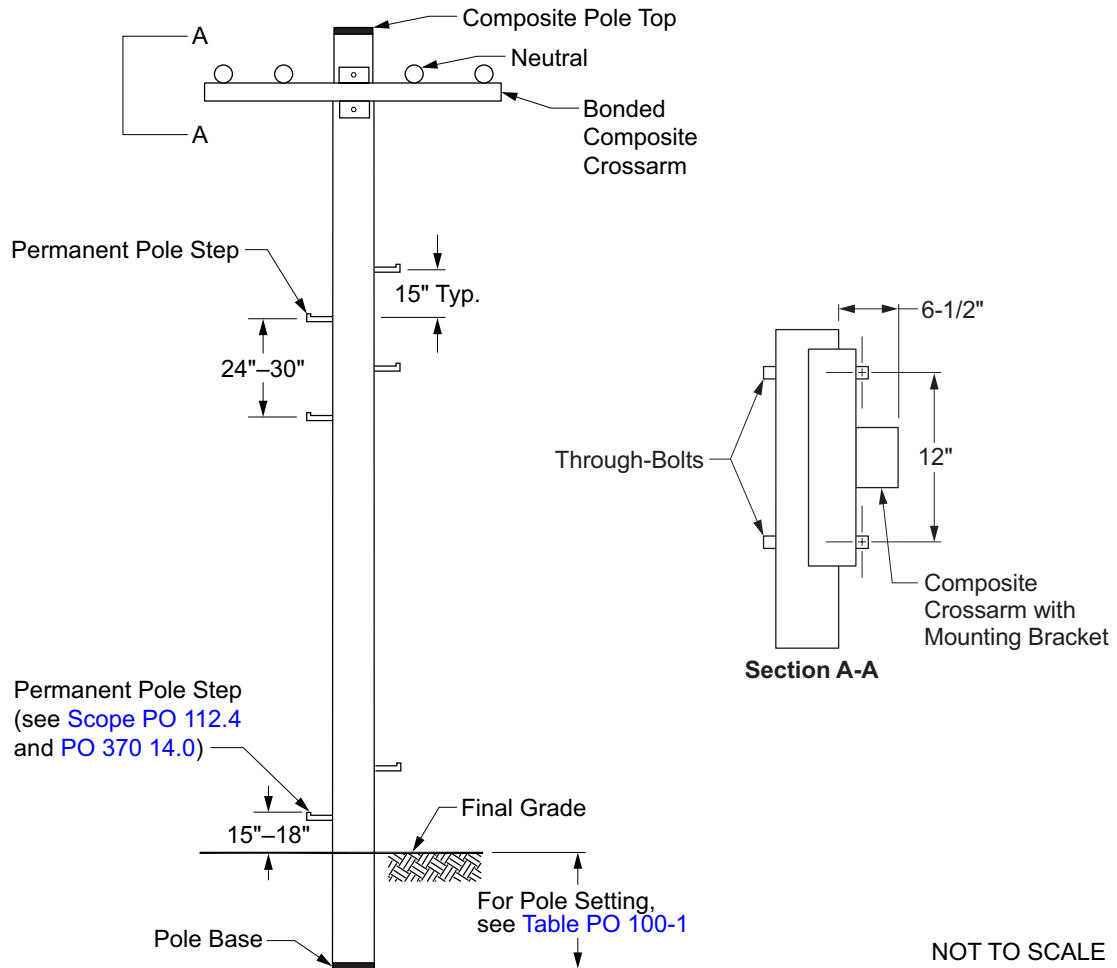 Composite Pole Top
A
Neutral
Bonded
Composite
Crossarm
A
Permanent Pole Step
15" Typ.
24"–30"
6-1/2"
Through-Bolts
12"
Composite
Crossarm with
Mounting Bracket
Section A-A
Permanent Pole Step
(see Scope PO 112.4
and PO 370 14.0)
15"–18"
Final Grade
For Pole Setting,
see Table PO 100-1
Pole Base
NOT TO SCALE